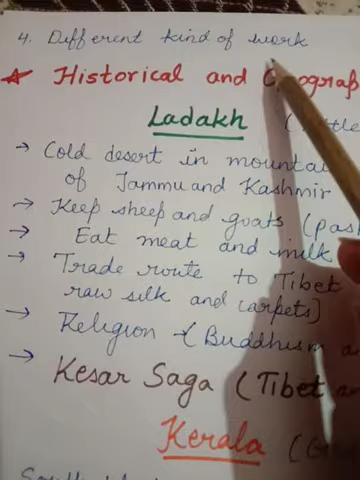 4. Different kind of work
★ Historical and
Ladakh (
→ Cold desert in
of Jammu and Kashmir
→ Keep sheep and goats (
→ Eat meat and milk
→ Trade route to Tibet
raw silk and carpets]
→ Religion { Buddhism
→ Kesar Saga ( Tibet
Kerala (